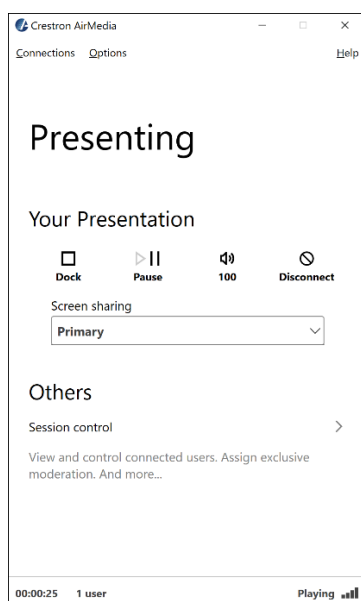 Crestron AirMedia
Connections Options Help
Presenting
Your Presentation
Dock Pause 100 Disconnect
Screen sharing
Primary
Others
Session control
View and control connected users. Assign exclusive
moderation. And more...
00:00:25 1 user Playing